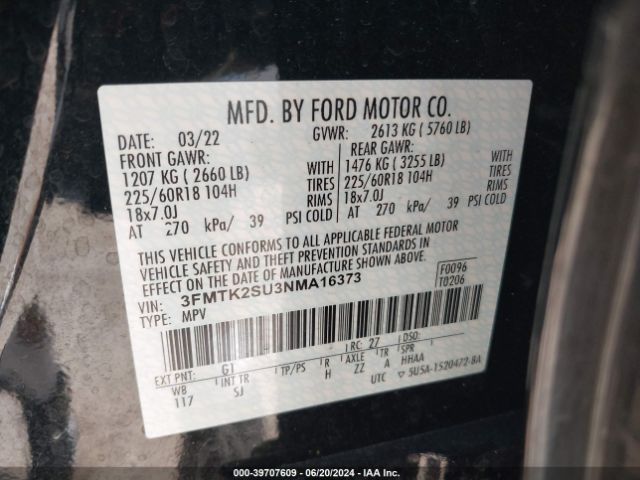 MFD. BY FORD MOTOR CO.
DATE: 03/22 GVWR: 2613 KG ( 5760 LB)
FRONT GAWR: REAR GAWR:
1207 KG ( 2660 LB) WITH 1476 KG ( 3255 LB) WITH
225/60R18 104H TIRES 225/60R18 104H TIRES
18x7.0J RIMS 18x7.0J RIMS
AT 270 kPa/ 39 PSI COLD AT 270 kPa/ 39 PSI COLD
THIS VEHICLE CONFORMS TO ALL APPLICABLE FEDERAL MOTOR
VEHICLE SAFETY AND THEFT PREVENTION STANDARDS IN
EFFECT ON THE DATE OF MANUFACTURE SHOWN ABOVE.
VIN: 3FMTK2SU3NMA16373 F0096
TYPE: MPV T0206
EXT PNT: G1 RC: 27 DSO:
WB INT TR TP/PS R AXLE TR SPR
117 SJ H ZZ A HHAA
UTC ▽ 5U5A-1520472-BA
000-39707609 - 06/20/2024 - IAA Inc.